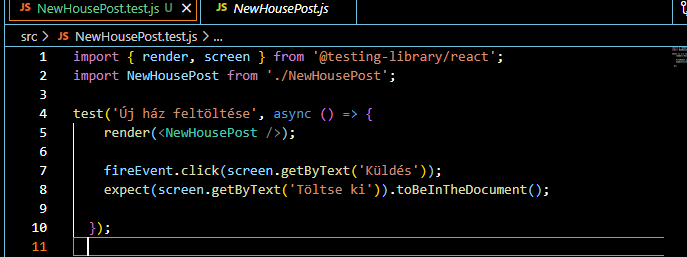 JS NewHousePost.test.js U JS NewHousePost.js
src > JS NewHousePost.test.js > ...
1 import { render, screen } from '@testing-library/react';
2 import NewHousePost from './NewHousePost';
3
4 test('Új ház feltöltése', async () => {
5 render(<NewHousePost />);
6
7 fireEvent.click(screen.getByText('Küldés'));
8 expect(screen.getByText('Töltse ki')).toBeInTheDocument();
9
10 });
11